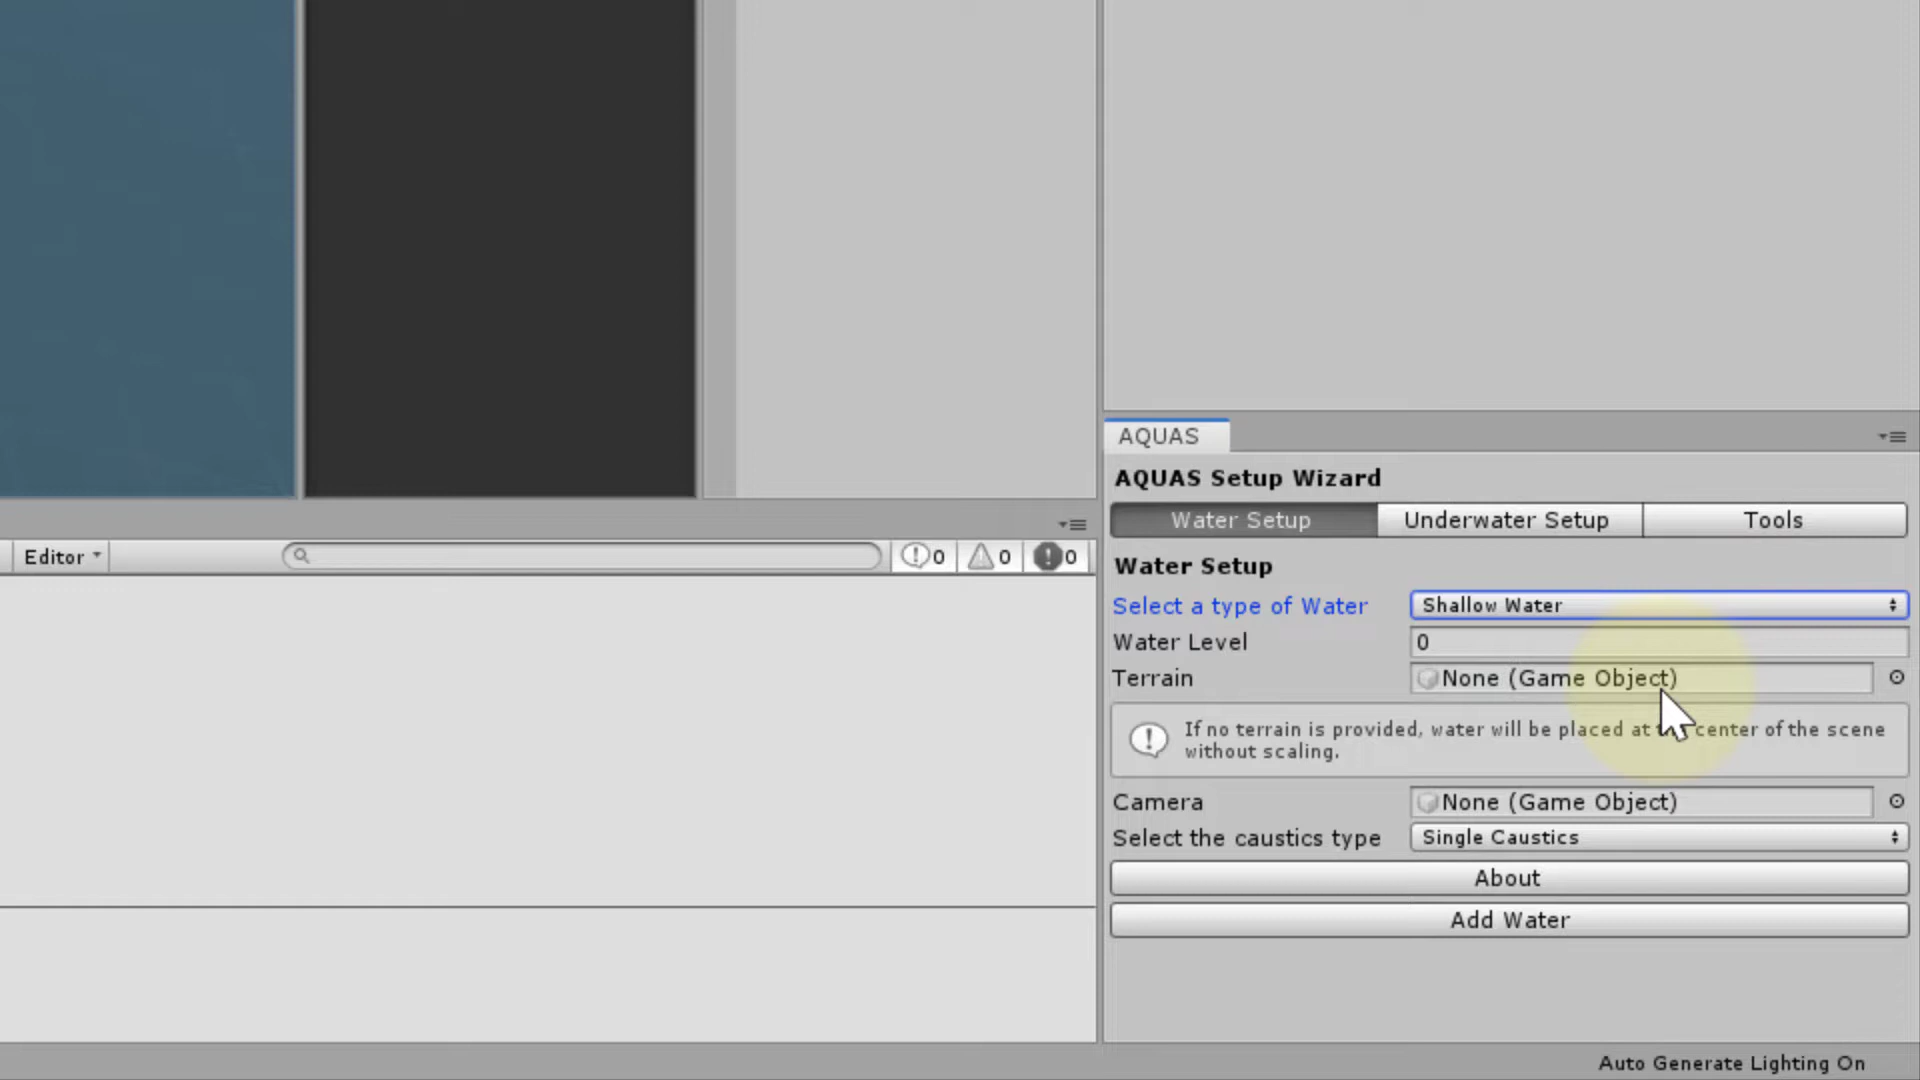 AQUAS
AQUAS Setup Wizard
Water Setup
Underwater Setup
Tools
Editor
0
0
0
Water Setup
Select a type of Water
Shallow Water
Water Level
0
Terrain
None (Game Object)
If no terrain is provided, water will be placed at center of the scene
without scaling.
Camera
None (Game Object)
Select the caustics type
Single Caustics
About
Add Water
Auto Generate Lighting On